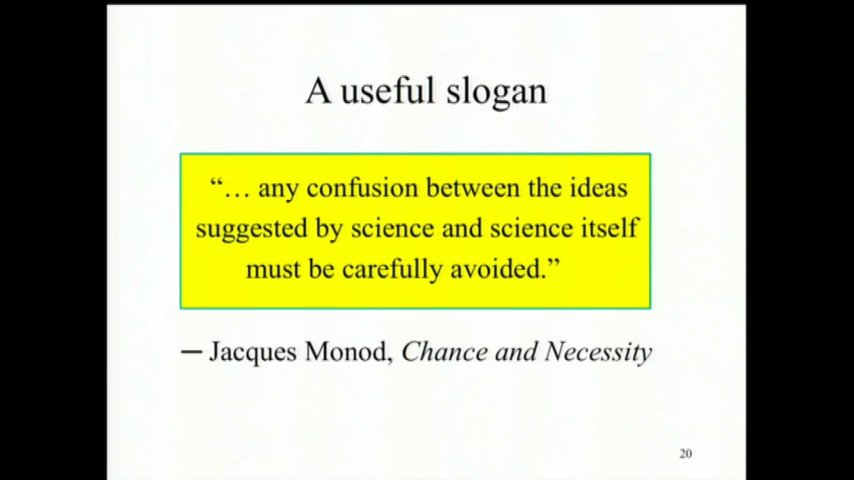 A useful slogan
“… any confusion between the ideas
suggested by science and science itself
must be carefully avoided.”
— Jacques Monod, Chance and Necessity
20